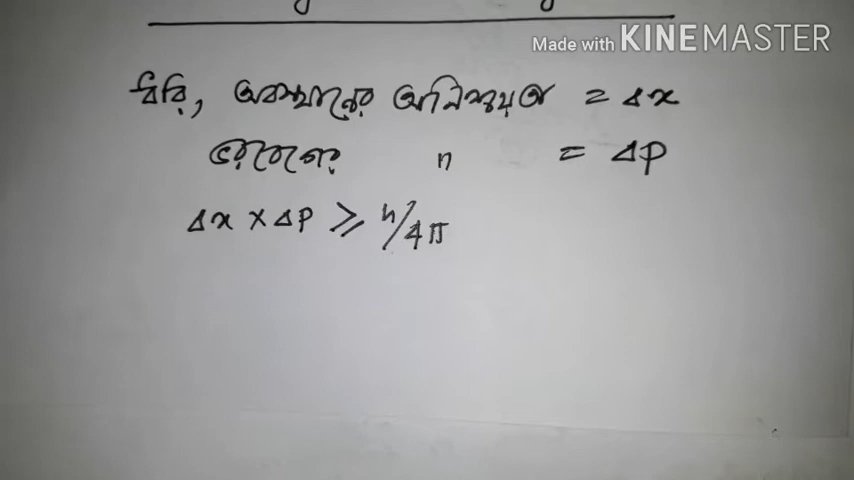 Made with KINEMASTER
ধরি, অবস্থানের অনিশ্চয়তা = Δx
ভরবেগের " = ΔP
Δx × ΔP ≥ h/4π